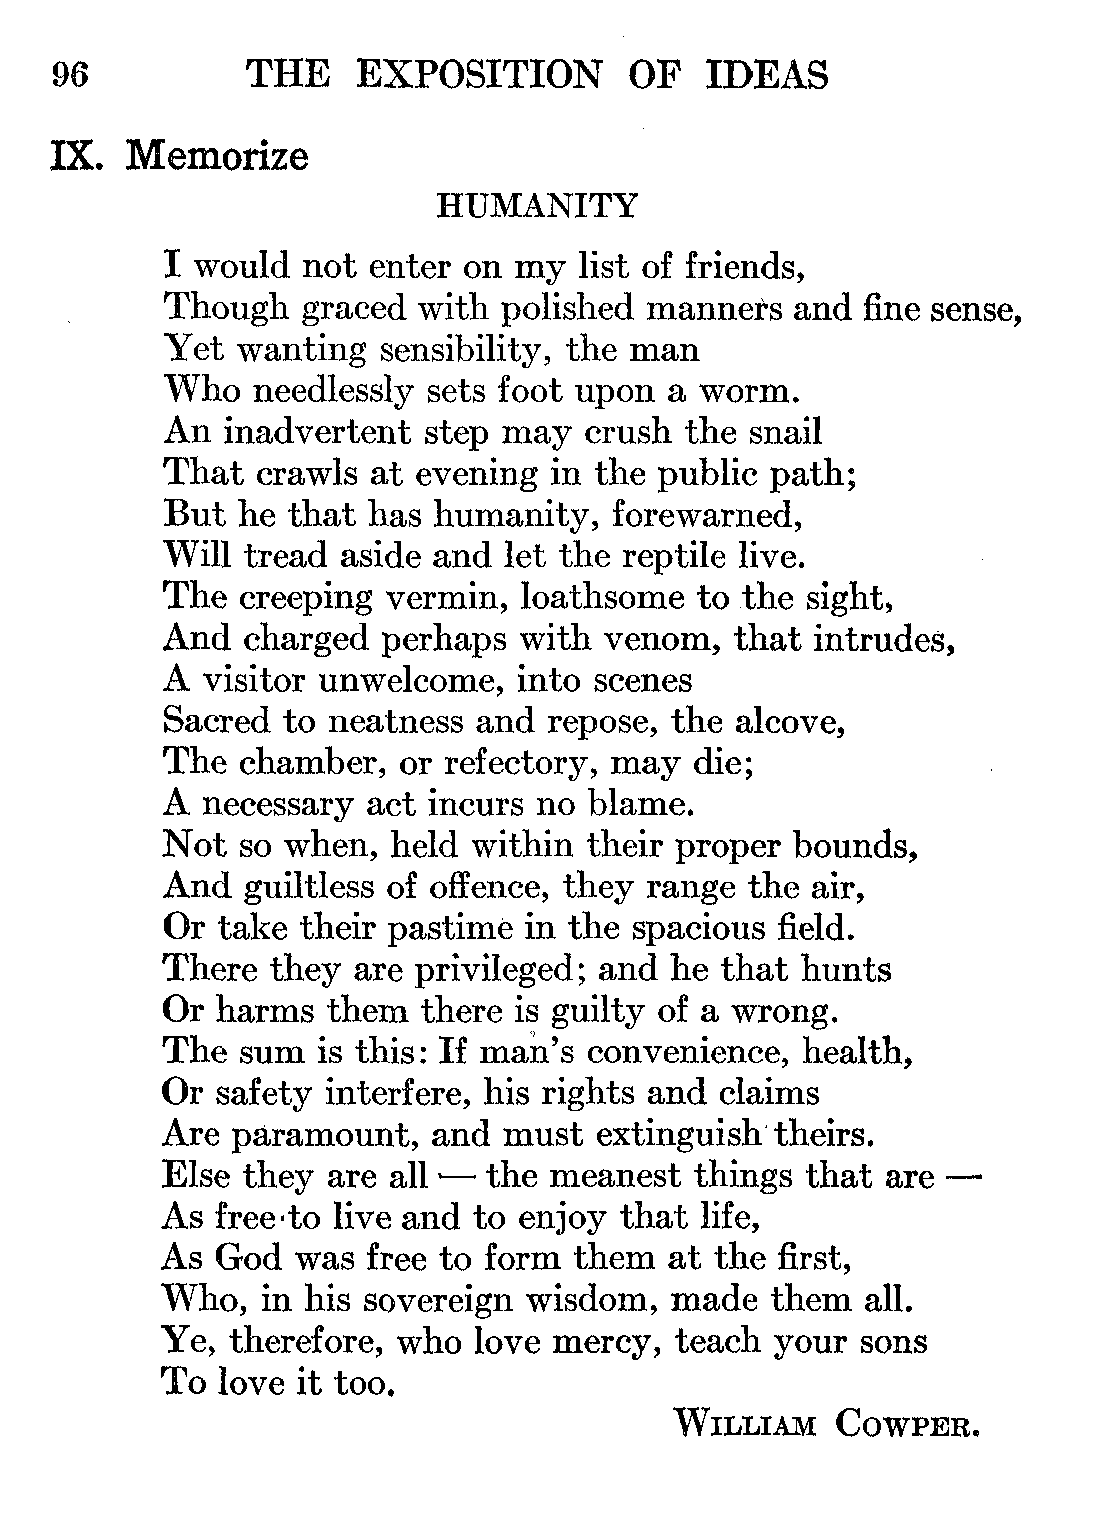 96 THE EXPOSITION OF IDEAS
IX. Memorize
HUMANITY
I would not enter on my list of friends,
Though graced with polished manners and fine sense,
Yet wanting sensibility, the man
Who needlessly sets foot upon a worm.
An inadvertent step may crush the snail
That crawls at evening in the public path;
But he that has humanity, forewarned,
Will tread aside and let the reptile live.
The creeping vermin, loathsome to the sight,
And charged perhaps with venom, that intrudes,
A visitor unwelcome, into scenes
Sacred to neatness and repose, the alcove,
The chamber, or refectory, may die;
A necessary act incurs no blame.
Not so when, held within their proper bounds,
And guiltless of offence, they range the air,
Or take their pastime in the spacious field.
There they are privileged; and he that hunts
Or harms them there is guilty of a wrong.
The sum is this: If man's convenience, health,
Or safety interfere, his rights and claims
Are paramount, and must extinguish theirs.
Else they are all — the meanest things that are —
As free to live and to enjoy that life,
As God was free to form them at the first,
Who, in his sovereign wisdom, made them all.
Ye, therefore, who love mercy, teach your sons
To love it too.
WILLIAM COWPER.